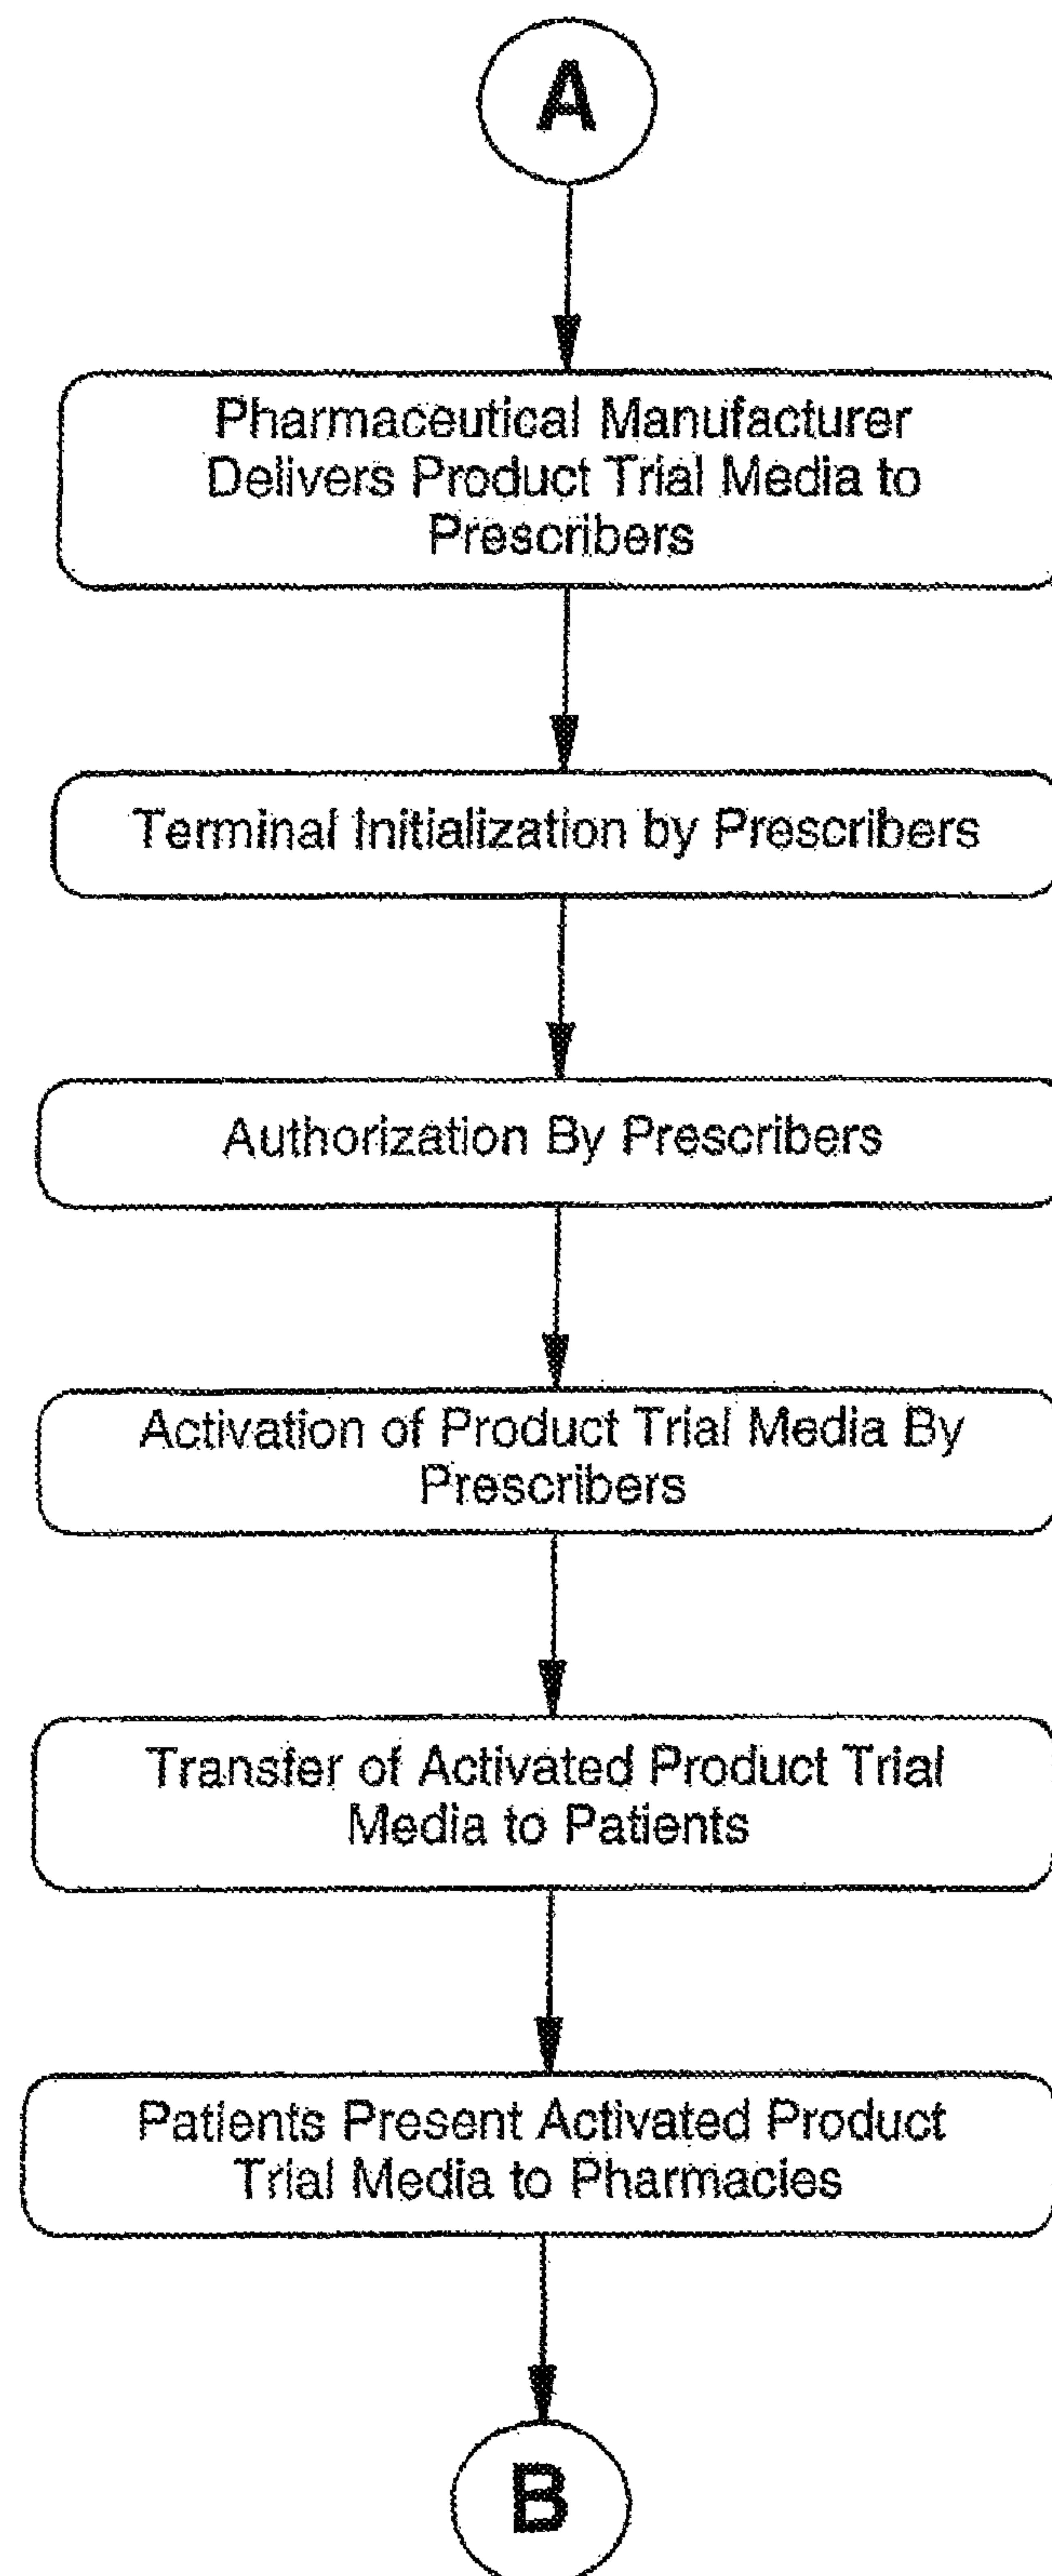 A
Pharmaceutical Manufacturer
Delivers Product Trial Media to
Prescribers
Terminal Initialization by Prescribers
Authorization By Prescribers
Activation of Product Trial Media By
Prescribers
Transfer of Activated Product Trial
Media to Patients
Patients Present Activated Product
Trial Media to Pharmacies
B